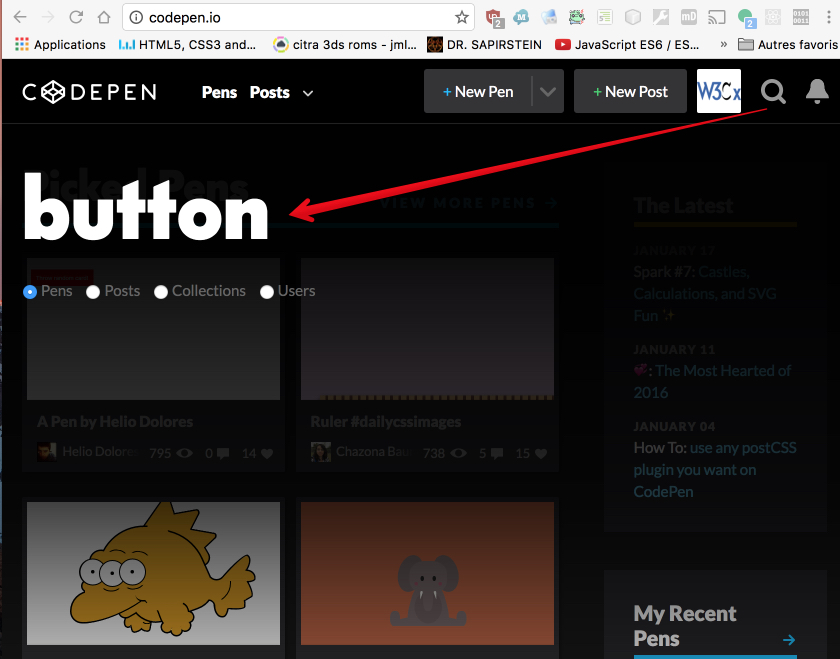 codepen.io
2
2
Applications HTML5, CSS3 and... citra 3ds roms - jml... DR. SAPIRSTEIN JavaScript ES6 / ES... » Autres favoris
CODEPEN Pens Posts + New Pen + New Post W3Cx
Picked Pens
VIEW MORE PENS →
button
Pens Posts Collections Users
A Pen by Helio Dolores
Helio Dolores 795 0 14
Ruler #dailycssimages
Chazona Bau 738 5 15
The Latest
JANUARY 17
Spark #7: Castles,
Calculations, and SVG
Fun ✨
JANUARY 11
💞: The Most Hearted of
2016
JANUARY 04
How To: use any postCSS
plugin you want on
CodePen
My Recent
Pens →